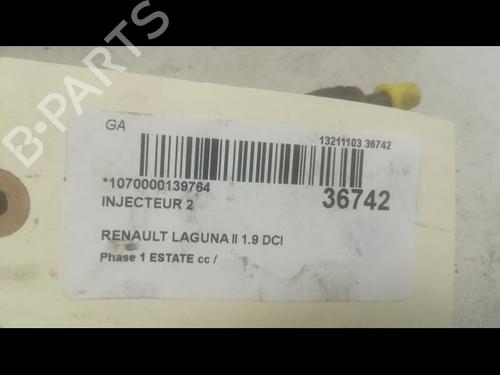 B-PARTS
GA
13211103 36742
*1070000139764
36742
INJECTEUR 2
RENAULT LAGUNA II 1.9 DCI
Phase 1 ESTATE cc /